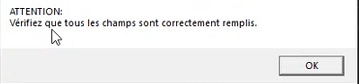 ATTENTION:
Vérifiez que tous les champs sont correctement remplis.
OK